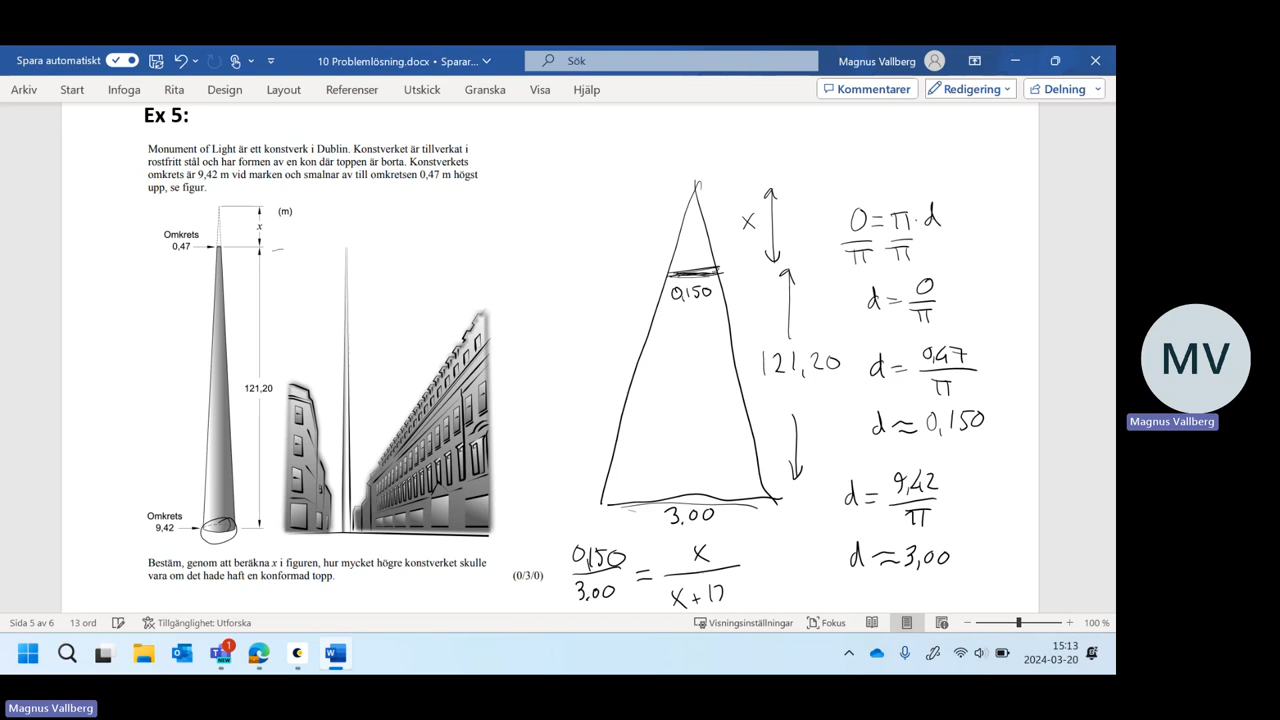 Spara automatiskt
10 Problemlösning.docx • Sparar...
Sök
Magnus Vallberg
Arkiv Start Infoga Rita Design Layout Referenser Utskick Granska Visa Hjälp
Kommentarer Redigering Delning
Ex 5:
Monument of Light är ett konstverk i Dublin. Konstverket är tillverkat i
rostfritt stål och har formen av en kon där toppen är borta. Konstverkets
omkrets är 9,42 m vid marken och smalnar av till omkretsen 0,47 m högst
upp, se figur.
(m)
x
Omkrets
0,47
121,20
Omkrets
9,42
Bestäm, genom att beräkna x i figuren, hur mycket högre konstverket skulle
vara om det hade haft en konformad topp.
(0/3/0)
x
0,150
121,20
3,00
0,150 / 3,00 = x / x + 12
O / π = π · d / π
d = O / π
d = 0,47 / π
d ≈ 0,150
d = 9,42 / π
d ≈ 3,00
MV
Magnus Vallberg
Sida 5 av 6 13 ord Tillgänglighet: Utforska
Visningsinställningar Fokus 100 %
1
NEW
15:13
2024-03-20
Magnus Vallberg